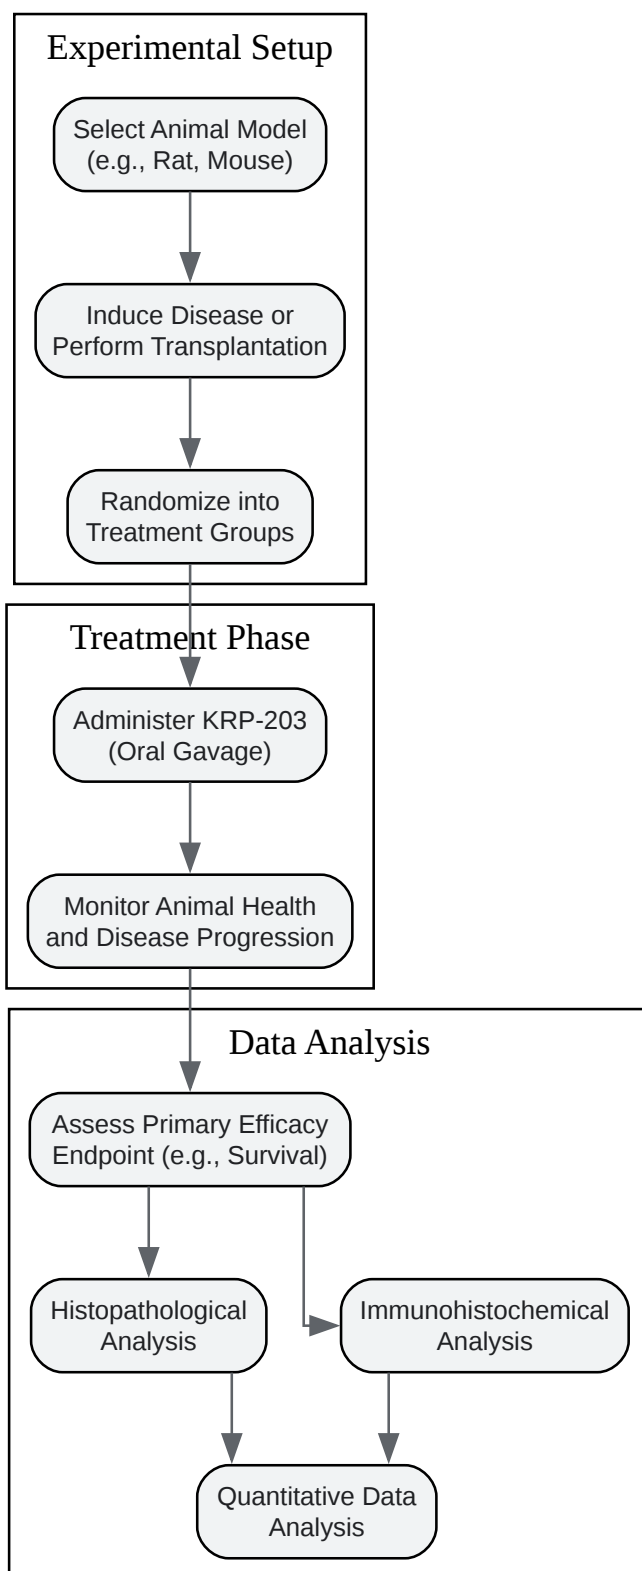 Experimental Setup
Select Animal Model
(e.g., Rat, Mouse)
Induce Disease or
Perform Transplantation
Randomize into
Treatment Groups
Treatment Phase
Administer KRP-203
(Oral Gavage)
Monitor Animal Health
and Disease Progression
Data Analysis
Assess Primary Efficacy
Endpoint (e.g., Survival)
Histopathological
Analysis
Immunohistochemical
Analysis
Quantitative Data
Analysis